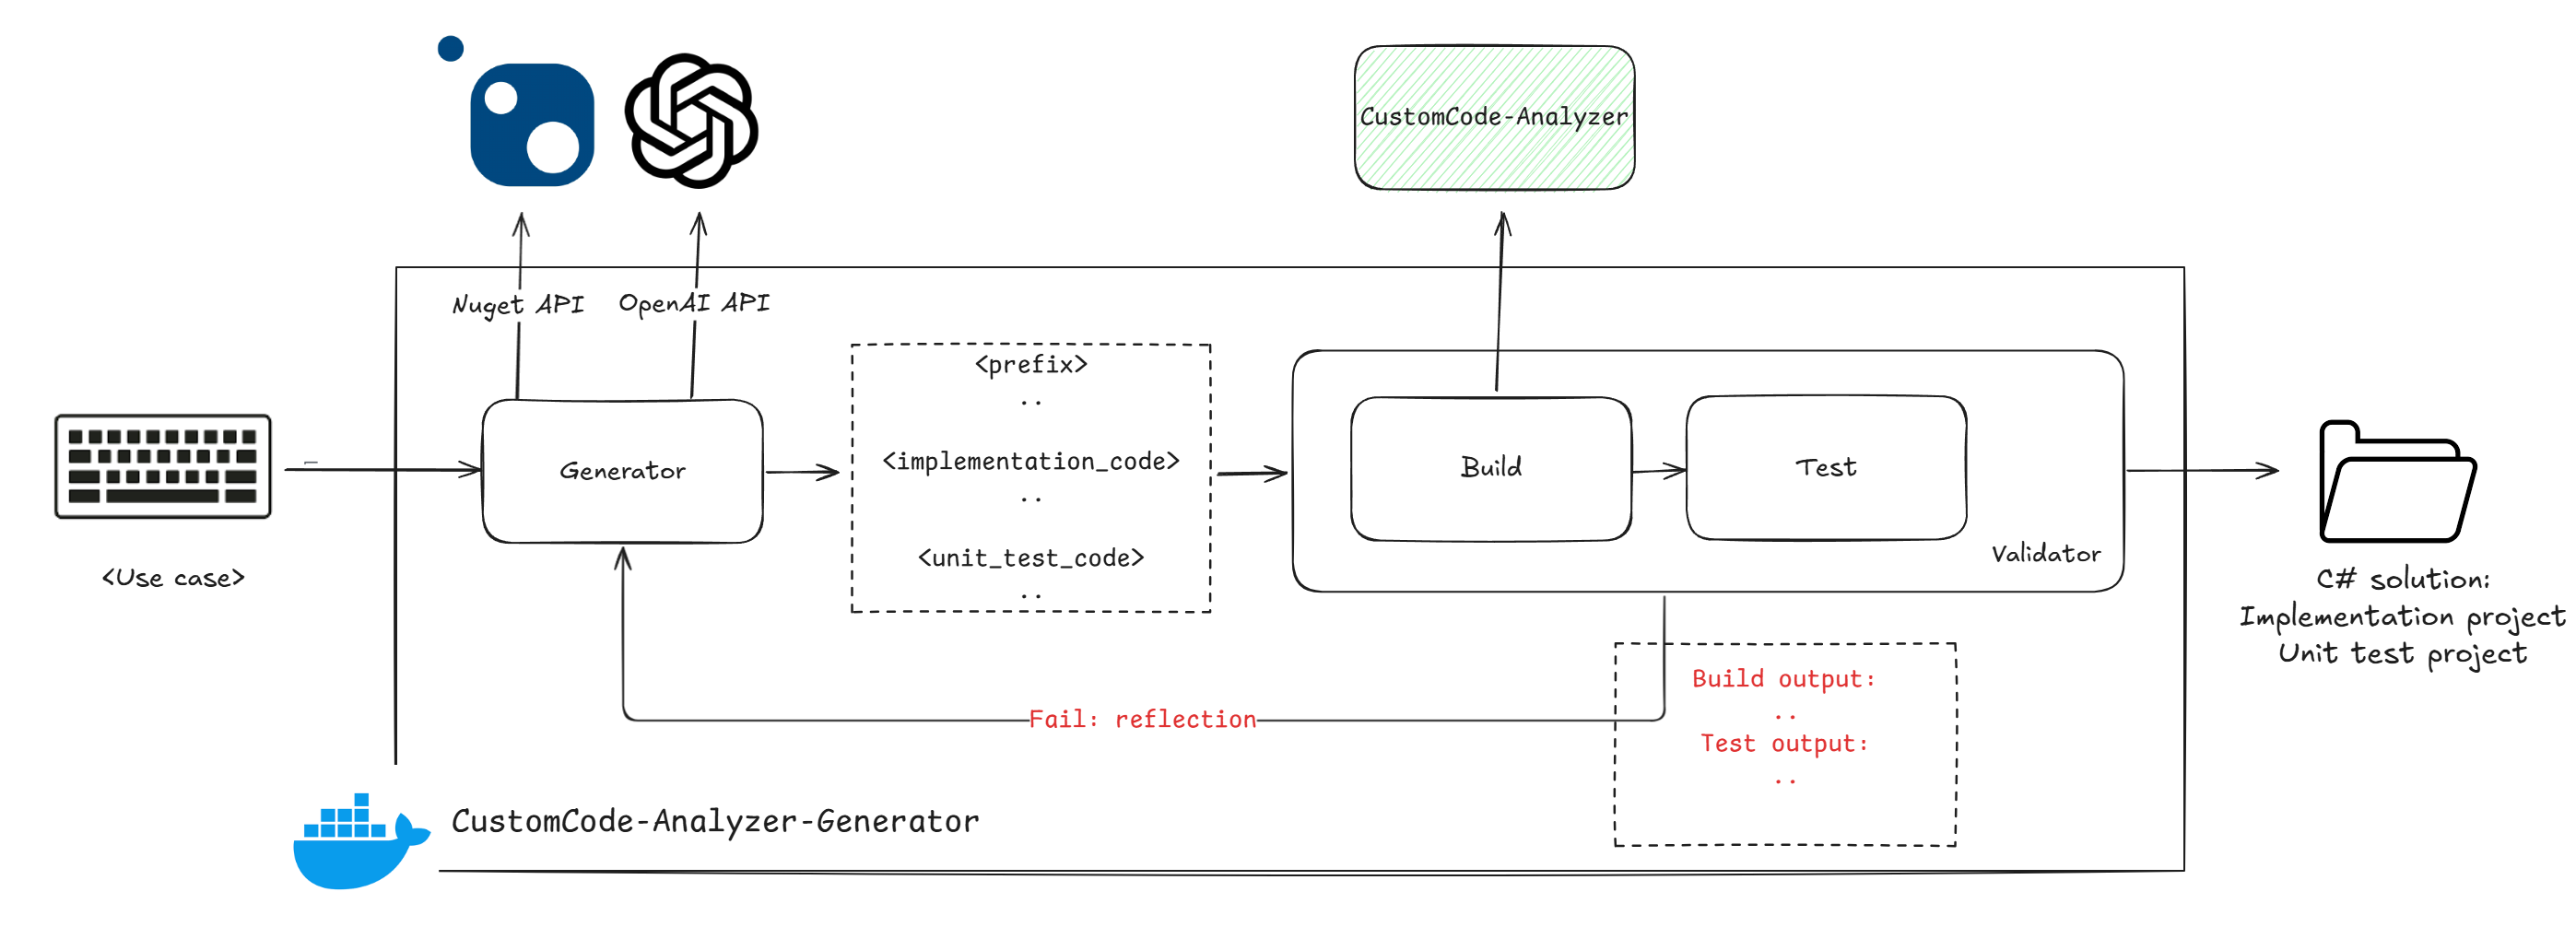 CustomCode-Analyzer
Nuget API
OpenAI API
<prefix>
..
<implementation_code>
..
<unit_test_code>
..
Generator
Build
Test
Validator
<Use case>
C# solution:
Implementation project
Unit test project
Build output:
..
Test output:
..
Fail: reflection
CustomCode-Analyzer-Generator